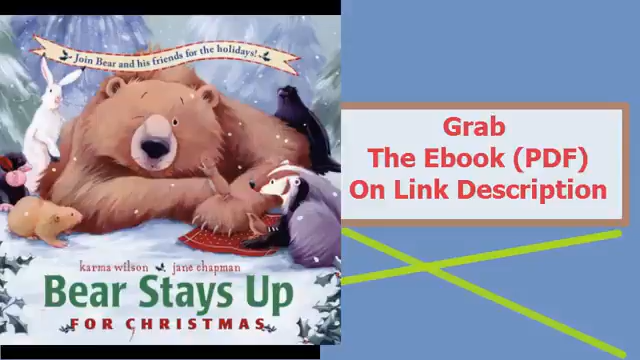 Join Bear and his friends for the holidays!
karma wilson jane chapman
Bear Stays Up
FOR CHRISTMAS
Grab
The Ebook (PDF)
On Link Description